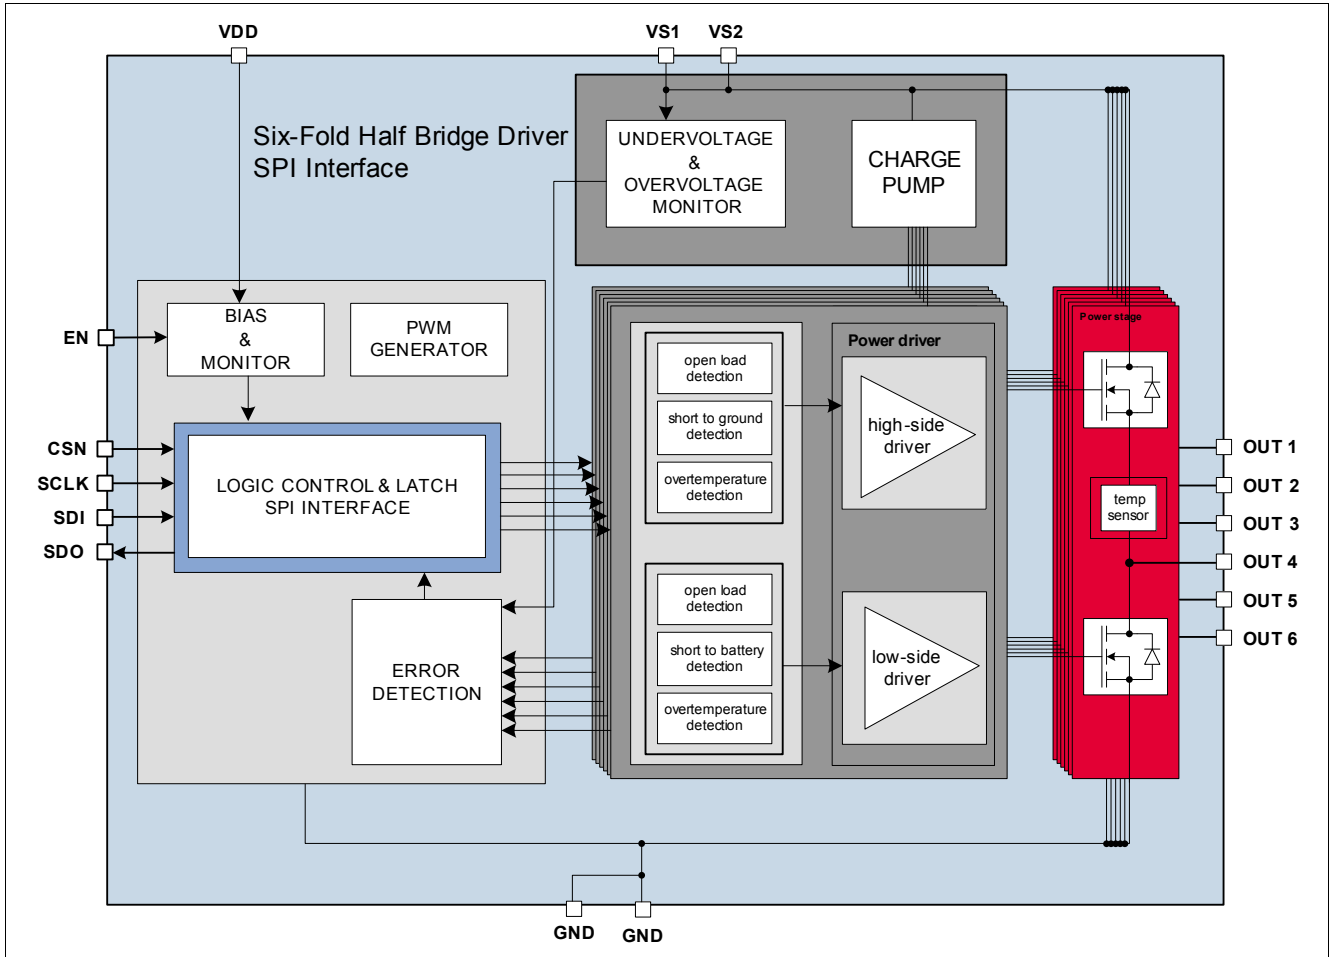 VDD
VS1
VS2
Six-Fold Half Bridge Driver
SPI Interface
UNDERVOLTAGE
&
OVERVOLTAGE
MONITOR
CHARGE
PUMP
BIAS
&
MONITOR
PWM
GENERATOR
EN
CSN
SCLK
SDI
SDO
LOGIC CONTROL & LATCH
SPI INTERFACE
ERROR
DETECTION
open load
detection
short to ground
detection
overtemperature
detection
open load
detection
short to battery
detection
overtemperature
detection
Power driver
high-side
driver
low-side
driver
Power stage
temp
sensor
OUT 1
OUT 2
OUT 3
OUT 4
OUT 5
OUT 6
GND
GND